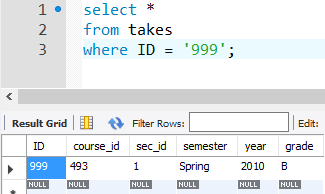 1 select *
2 from takes
3 where ID = '999';
Result Grid Filter Rows: Edit:
ID course_id sec_id semester year grade
999 493 1 Spring 2010 B
NULL NULL NULL NULL NULL NULL